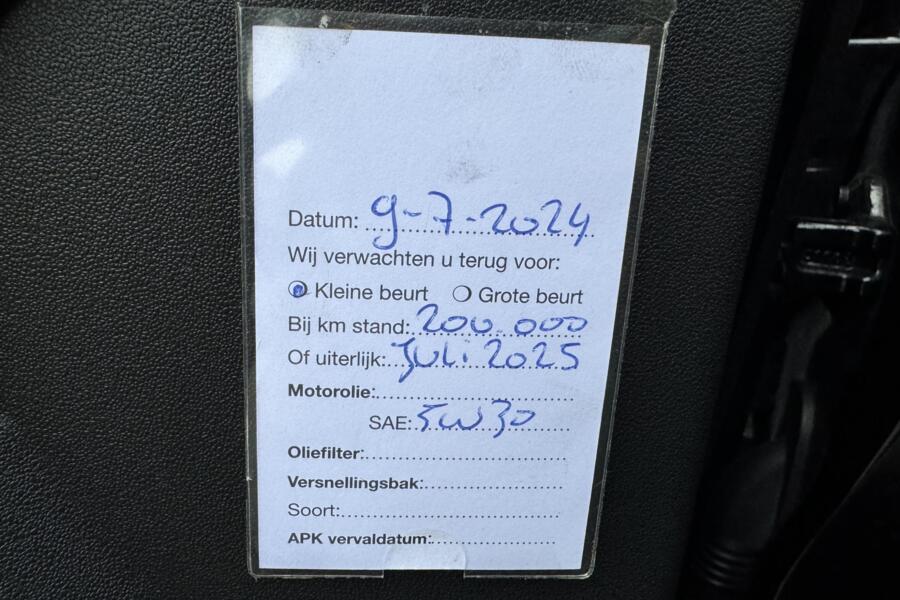 Datum: 9-7-2024
Wij verwachten u terug voor:
Kleine beurt Grote beurt
Bij km stand: 200.000
Of uiterlijk: Juli 2025
Motorolie:
SAE: 5W30
Oliefilter:
Versnellingsbak:
Soort:
APK vervaldatum: